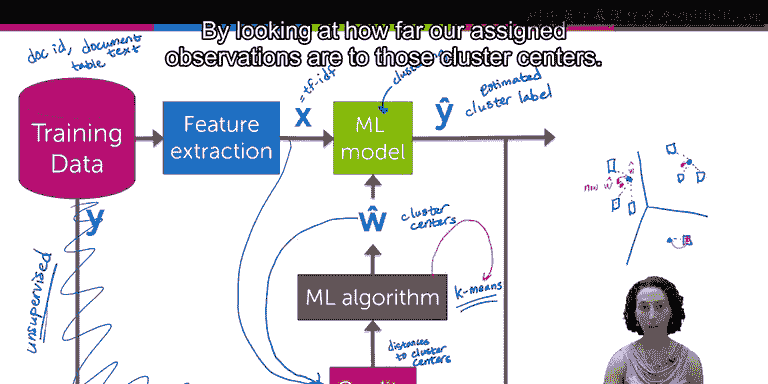 By looking at how far our assigned
observations are to those cluster centers.
doc id, document
text
table
= tf-idf
Training
Data
Feature
extraction
x
ML
model
ŷ
estimated
cluster label
y
ŵ
cluster
centers
new ŵ
unsupervised
ML algorithm
k-means
distances
to cluster
centers